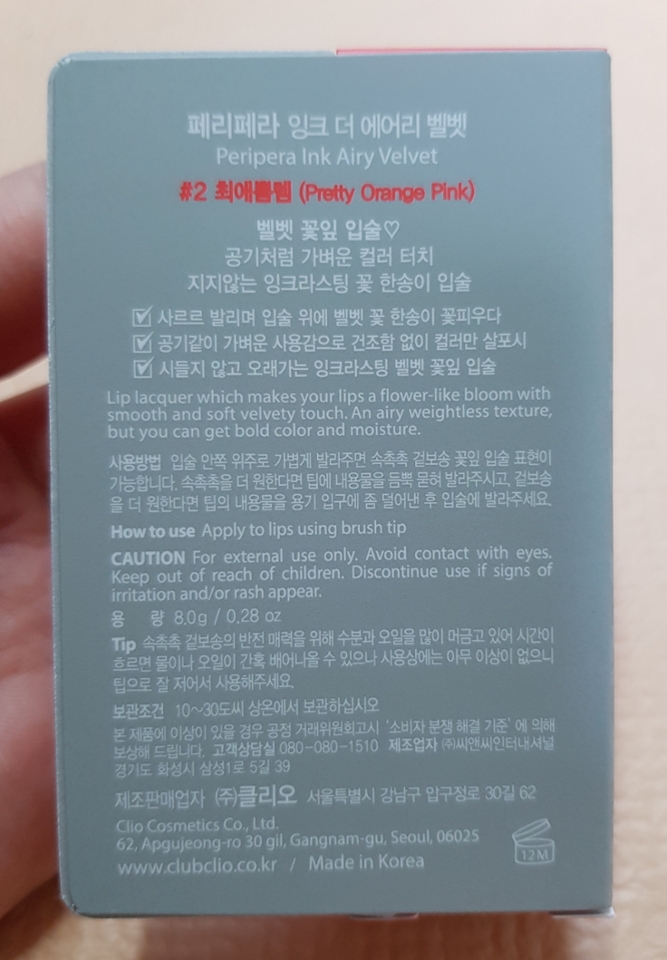 페리페라 잉크 더 에어리 벨벳
Peripera Ink Airy Velvet
#2 최애뿜템 (Pretty Orange Pink)
벨벳 꽃잎 입술♡
공기처럼 가벼운 컬러 터치
지지않는 잉크라스팅 꽃 한송이 입술
☑ 사르르 발리며 입술 위에 벨벳 꽃 한송이 꽃피우다
☑ 공기같이 가벼운 사용감으로 건조함 없이 컬러만 살포시
☑ 시들지 않고 오래가는 잉크라스팅 벨벳 꽃잎 입술
Lip lacquer which makes your lips a flower-like bloom with
smooth and soft velvety touch. An airy weightless texture,
but you can get bold color and moisture.
사용방법 입술 안쪽 위주로 가볍게 발라주면 속촉촉 겉보송 꽃잎 입술 표현이
가능합니다. 속촉촉을 더 원한다면 팁에 내용물을 듬뿍 묻혀 발라주시고, 겉보송
을 더 원한다면 팁의 내용물을 용기 입구에 좀 덜어낸 후 입술에 발라주세요.
How to use Apply to lips using brush tip
CAUTION For external use only. Avoid contact with eyes.
Keep out of reach of children. Discontinue use if signs of
irritation and/or rash appear.
용 량 8.0g / 0.28 oz
Tip 속촉촉 겉보송의 반전 매력을 위해 수분과 오일을 많이 머금고 있어 시간이
흐르면 물이나 오일이 간혹 배어나올 수 있으나 사용상에는 아무 이상이 없으니
팁으로 잘 저어서 사용해주세요.
보관조건 10~30도씨 상온에서 보관하십시오
본 제품에 이상이 있을 경우 공정 거래위원회고시 '소비자 분쟁 해결 기준' 에 의해
보상해 드립니다. 고객상담실 080-080-1510 제조업자 ㈜씨앤씨인터내셔널
경기도 화성시 삼성1로 5길 39
제조판매업자 (주)클리오 서울특별시 강남구 압구정로 30길 62
Clio Cosmetics Co., Ltd.
62, Apgujeong-ro 30 gil, Gangnam-gu, Seoul, 06025
www.clubclio.co.kr / Made in Korea
12M